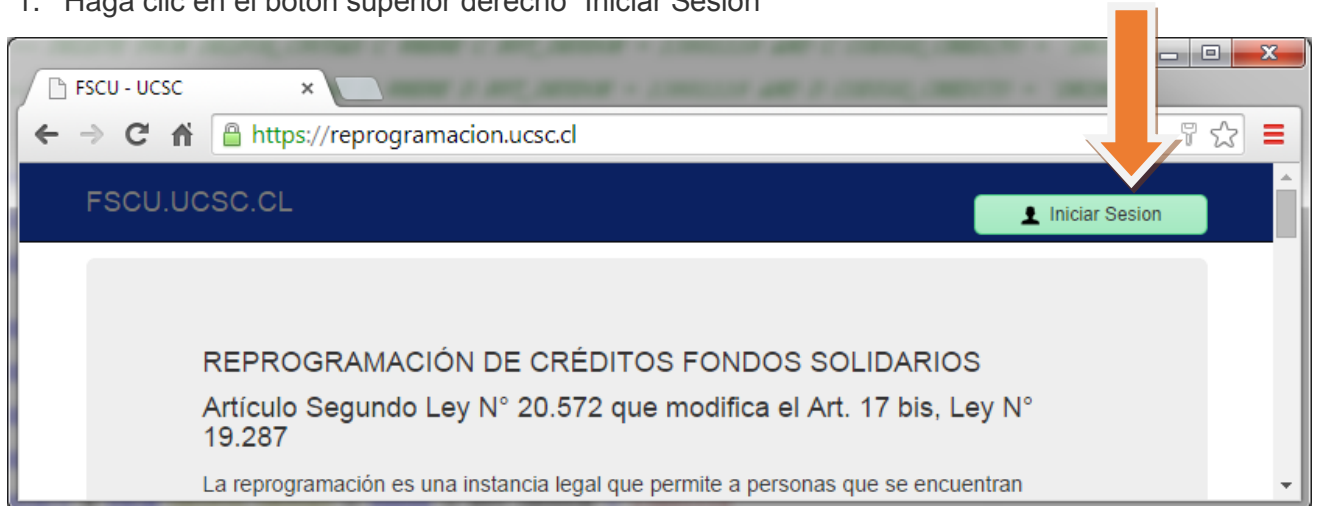 1. Haga clic en el botón superior derecho "Iniciar Sesión"
FSCU - UCSC
https://reprogramacion.ucsc.cl
FSCU.UCSC.CL
Iniciar Sesion
REPROGRAMACIÓN DE CRÉDITOS FONDOS SOLIDARIOS
Artículo Segundo Ley N° 20.572 que modifica el Art. 17 bis, Ley N°
19.287
La reprogramación es una instancia legal que permite a personas que se encuentran